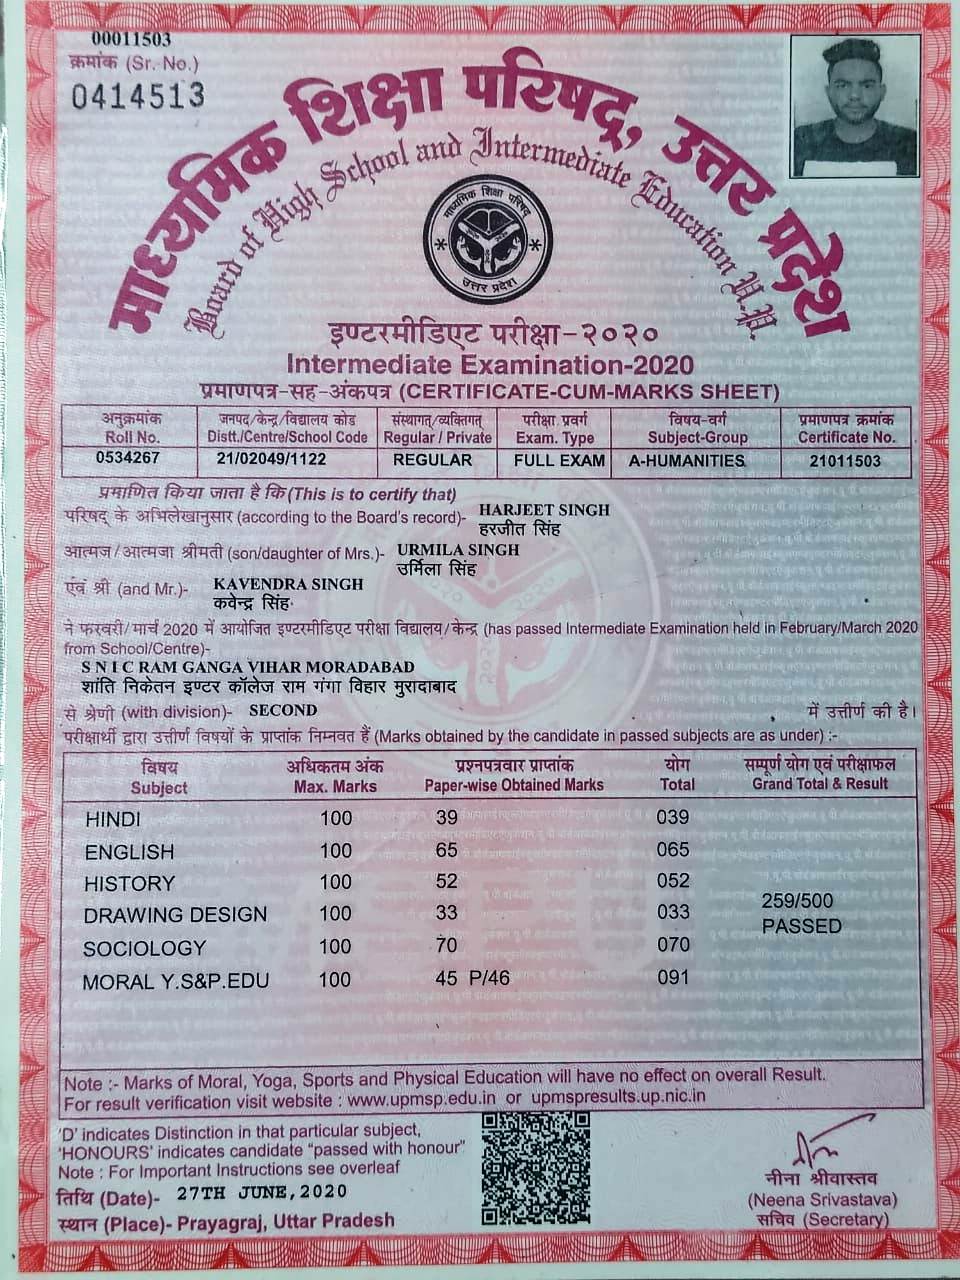 00011503
क्रमांक (Sr. No.)
0414513
माध्यमिक शिक्षा परिषद्, उत्तर प्रदेश
Board of High School and Intermediate Education U.P.
माध्यमिक शिक्षा परिषद्
उत्तर प्रदेश
इण्टरमीडिएट परीक्षा-२०२०
Intermediate Examination-2020
प्रमाणपत्र-सह-अंकपत्र (CERTIFICATE-CUM-MARKS SHEET)
अनुक्रमांक जनपद/केन्द्र/विद्यालय कोड संस्थागत्/व्यक्तिगत् परीक्षा प्रवर्ग विषय-वर्ग प्रमाणपत्र क्रमांक
Roll No. Distt./Centre/School Code Regular / Private Exam. Type Subject-Group Certificate No.
0534267 21/02049/1122 REGULAR FULL EXAM A-HUMANITIES 21011503
प्रमाणित किया जाता है कि (This is to certify that)
परिषद् के अभिलेखानुसार (according to the Board's record)- HARJEET SINGH
हरजीत सिंह
आत्मज/आत्मजा श्रीमती (son/daughter of Mrs.)- URMILA SINGH
उर्मिला सिंह
एवं श्री (and Mr.)- KAVENDRA SINGH
कवेन्द्र सिंह
ने फरवरी/मार्च 2020 में आयोजित इण्टरमीडिएट परीक्षा विद्यालय/केन्द्र (has passed Intermediate Examination held in February/March 2020
from School/Centre)-
S N I C RAM GANGA VIHAR MORADABAD
शांति निकेतन इण्टर कॉलेज राम गंगा विहार मुरादाबाद
से श्रेणी (with division)- SECOND में उत्तीर्ण की है।
परीक्षार्थी द्वारा उत्तीर्ण विषयों के प्राप्तांक निम्नवत हैं (Marks obtained by the candidate in passed subjects are as under) :-
विषय अधिकतम अंक प्रश्नपत्रवार प्राप्तांक योग सम्पूर्ण योग एवं परीक्षाफल
Subject Max. Marks Paper-wise Obtained Marks Total Grand Total & Result
HINDI 100 39 039
ENGLISH 100 65 065
HISTORY 100 52 052
259/500
DRAWING DESIGN 100 33 033
PASSED
SOCIOLOGY 100 70 070
MORAL Y.S&P.EDU 100 45 P/46 091
Note :- Marks of Moral, Yoga, Sports and Physical Education will have no effect on overall Result.
For result verification visit website : www.upmsp.edu.in or upmspresults.up.nic.in
'D' indicates Distinction in that particular subject,
'HONOURS' indicates candidate "passed with honour"
Note : For Important Instructions see overleaf
तिथि (Date)- 27TH JUNE,2020
स्थान (Place)- Prayagraj, Uttar Pradesh
नीना श्रीवास्तव
(Neena Srivastava)
सचिव (Secretary)